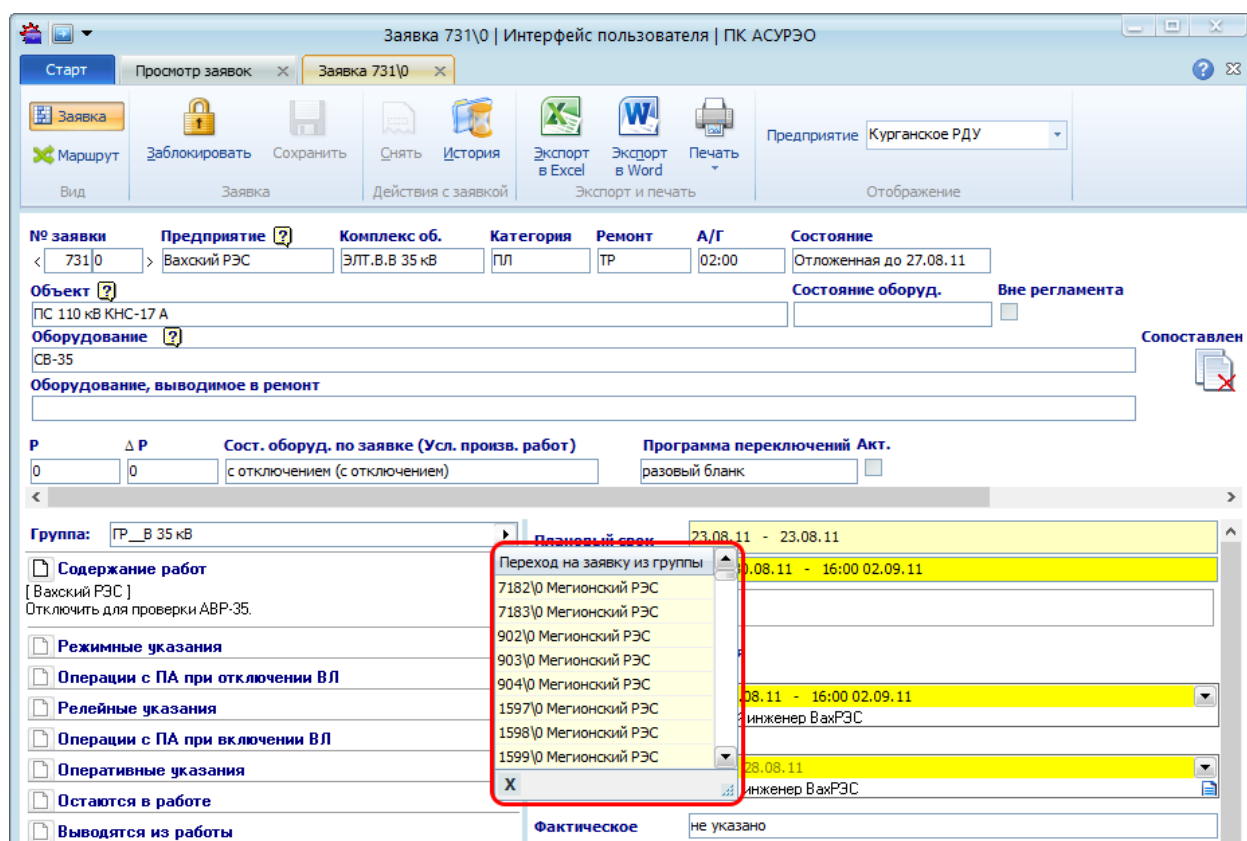 Заявка 731\0 | Интерфейс пользователя | ПК АСУРЭО
Старт Просмотр заявок Заявка 731\0
Заявка
Маршрут Заблокировать Сохранить Снять История Экспорт в Excel Экспорт в Word Печать Предприятие Курганское РДУ
Вид Заявка Действия с заявкой Экспорт и печать Отображение
№ заявки Предприятие ? Комплекс об. Категория Ремонт А/Г Состояние
< 731 0 > Вахский РЭС ЭЛТ.В.В 35 кВ ПЛ ТР 02:00 Отложенная до 27.08.11
Объект ? Состояние оборуд. Вне регламента
ПС 110 кВ КНС-17 А
Оборудование ? Сопоставлен
СВ-35
Оборудование, выводимое в ремонт
Р Δ Р Сост. оборуд. по заявке (Усл. произв. работ) Программа переключений Акт.
0 0 с отключением (с отключением) разовый бланк
Группа: ГР__В 35 кВ Плановый срок 23.08.11 - 23.08.11
Переход на заявку из группы
.08.11 - 16:00 02.09.11
Содержание работ
[ Вахский РЭС ]
Отключить для проверки АВР-35.
7182\0 Мегионский РЭС
7183\0 Мегионский РЭС
902\0 Мегионский РЭС
903\0 Мегионский РЭС
904\0 Мегионский РЭС
1597\0 Мегионский РЭС
1598\0 Мегионский РЭС
1599\0 Мегионский РЭС
X
Режимные указания
Операции с ПА при отключении ВЛ
Релейные указания
Операции с ПА при включении ВЛ
Оперативные указания
Остаются в работе
Выводятся из работы
.08.11 - 16:00 02.09.11
инженер ВахРЭС
28.08.11
инженер ВахРЭС
Фактическое не указано